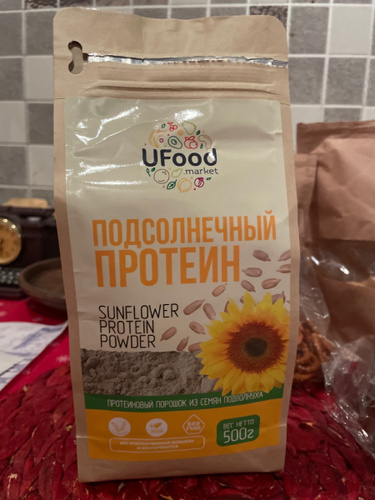 UFood
.market
ПОДСОЛНЕЧНЫЙ
ПРОТЕИН
SUNFLOWER
PROTEIN
POWDER
ПРОТЕИНОВЫЙ ПОРОШОК ИЗ СЕМЯН ПОДСОЛНУХА
ВЕС НЕТТО
500г